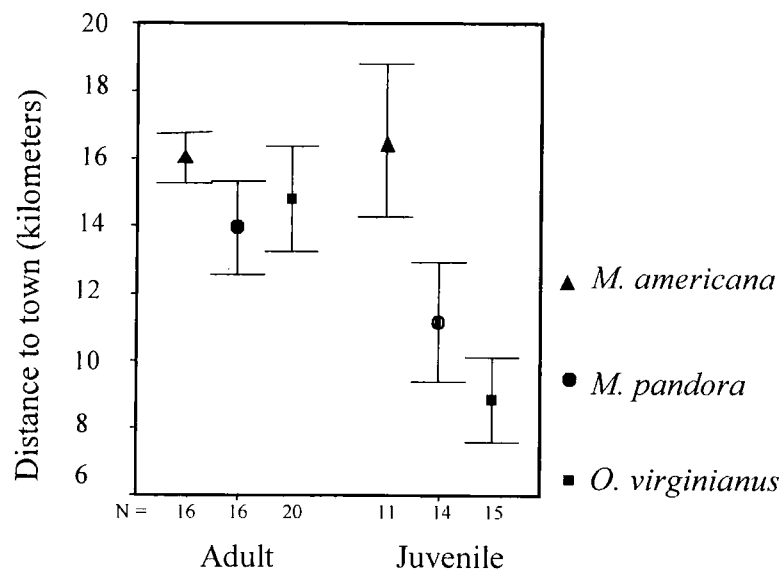 20
18
16
14
12
10
8
6
Distance to town (kilometers)
N = 16 16 20 11 14 15
Adult Juvenile
M. americana
M. pandora
O. virginianus